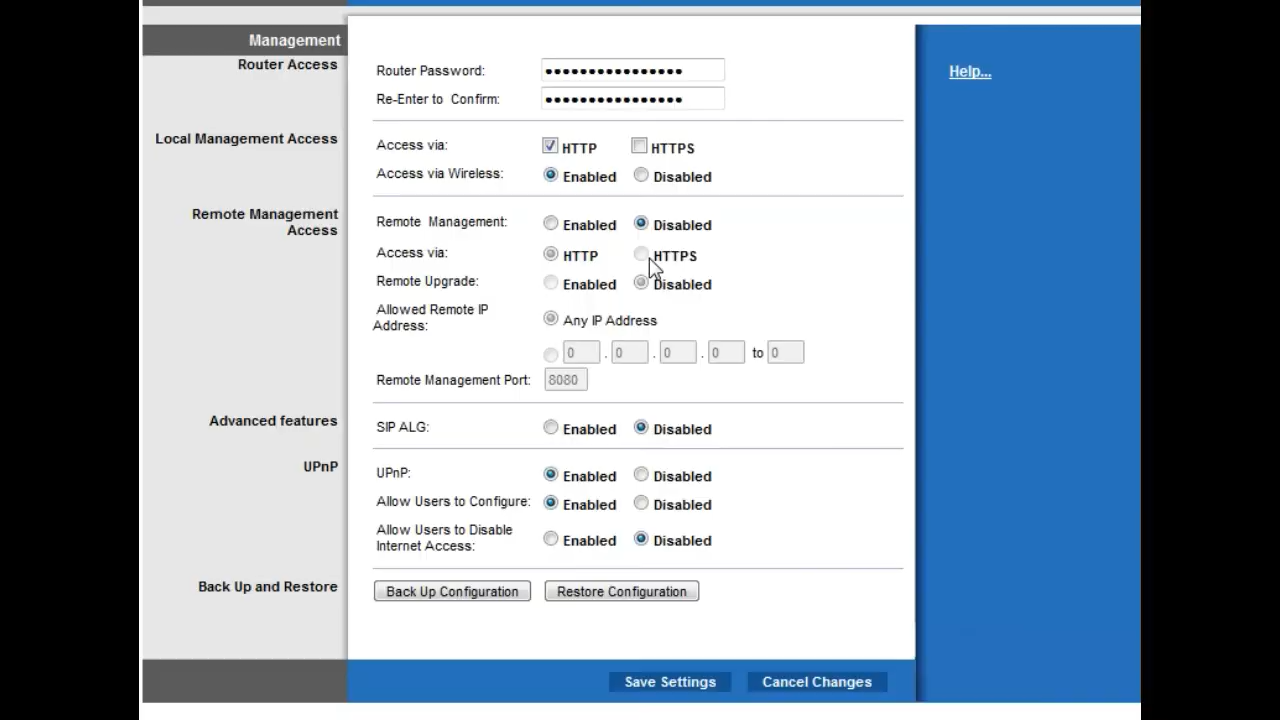 Management
Router Access
Router Password: ••••••••••••••••
Re-Enter to Confirm: ••••••••••••••••
Help...
Local Management Access
Access via: HTTP HTTPS
Access via Wireless: Enabled Disabled
Remote Management
Access
Remote Management: Enabled Disabled
Access via: HTTP HTTPS
Remote Upgrade: Enabled Disabled
Allowed Remote IP
Address:
Any IP Address
0 . 0 . 0 . 0 to 0
Remote Management Port: 8080
Advanced features
SIP ALG: Enabled Disabled
UPnP
UPnP: Enabled Disabled
Allow Users to Configure: Enabled Disabled
Allow Users to Disable
Internet Access:
Enabled Disabled
Back Up and Restore
Back Up Configuration Restore Configuration
Save Settings Cancel Changes